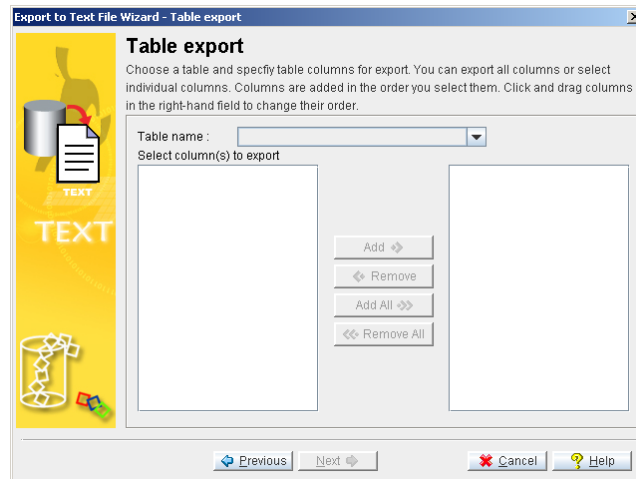 Export to Text File Wizard - Table export
Table export
Choose a table and specfiy table columns for export. You can export all columns or select
individual columns. Columns are added in the order you select them. Click and drag columns
in the right-hand field to change their order.
Table name :
Select column(s) to export
TEXT
TEXT
Add
Remove
Add All
Remove All
Previous
Next
Cancel
Help